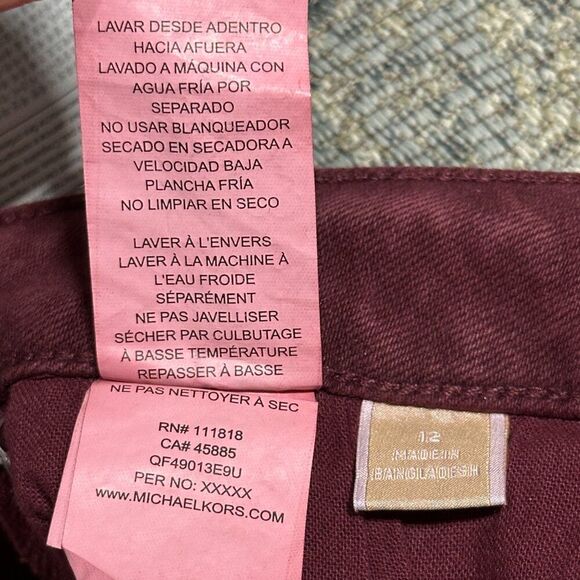 LAVAR DESDE ADENTRO
HACIA AFUERA
LAVADO A MÁQUINA CON
AGUA FRÍA POR
SEPARADO
NO USAR BLANQUEADOR
SECADO EN SECADORA A
VELOCIDAD BAJA
PLANCHA FRÍA
NO LIMPIAR EN SECO
LAVER À L'ENVERS
LAVER À LA MACHINE À
L'EAU FROIDE
SÉPARÉMENT
NE PAS JAVELLISER
SÉCHER PAR CULBUTAGE
À BASSE TEMPÉRATURE
REPASSER À BASSE
NE PAS NETTOYER À SEC
RN# 111818
CA# 45885
QF49013E9U
PER NO: XXXXX
WWW.MICHAELKORS.COM
12
MADE IN
BANGLADESH